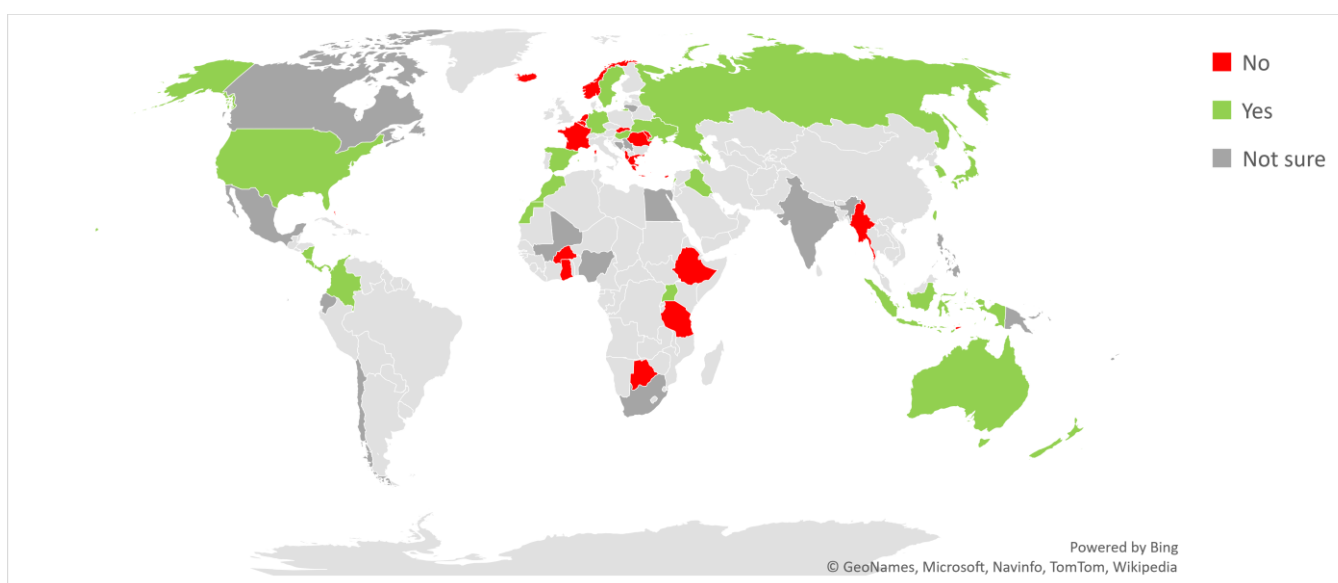 No
Yes
Not sure
Powered by Bing
© GeoNames, Microsoft, Navinfo, TomTom, Wikipedia